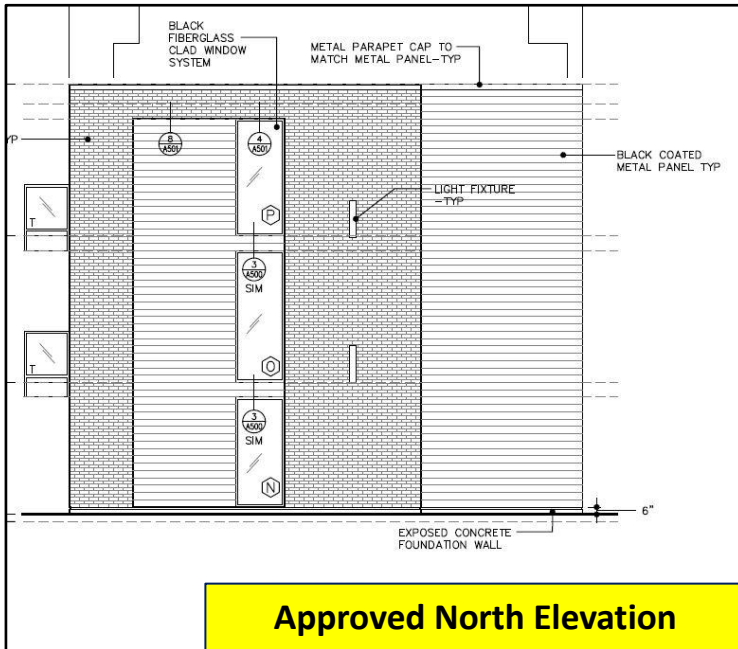 BLACK
FIBERGLASS
CLAD WINDOW
SYSTEM
METAL PARAPET CAP TO
MATCH METAL PANEL-TYP
YP
8
A501
4
A501
BLACK COATED
METAL PANEL TYP
LIGHT FIXTURE
-TYP
T
P
3
A500
SIM
T
O
3
A500
SIM
N
6"
EXPOSED CONCRETE
FOUNDATION WALL
Approved North Elevation